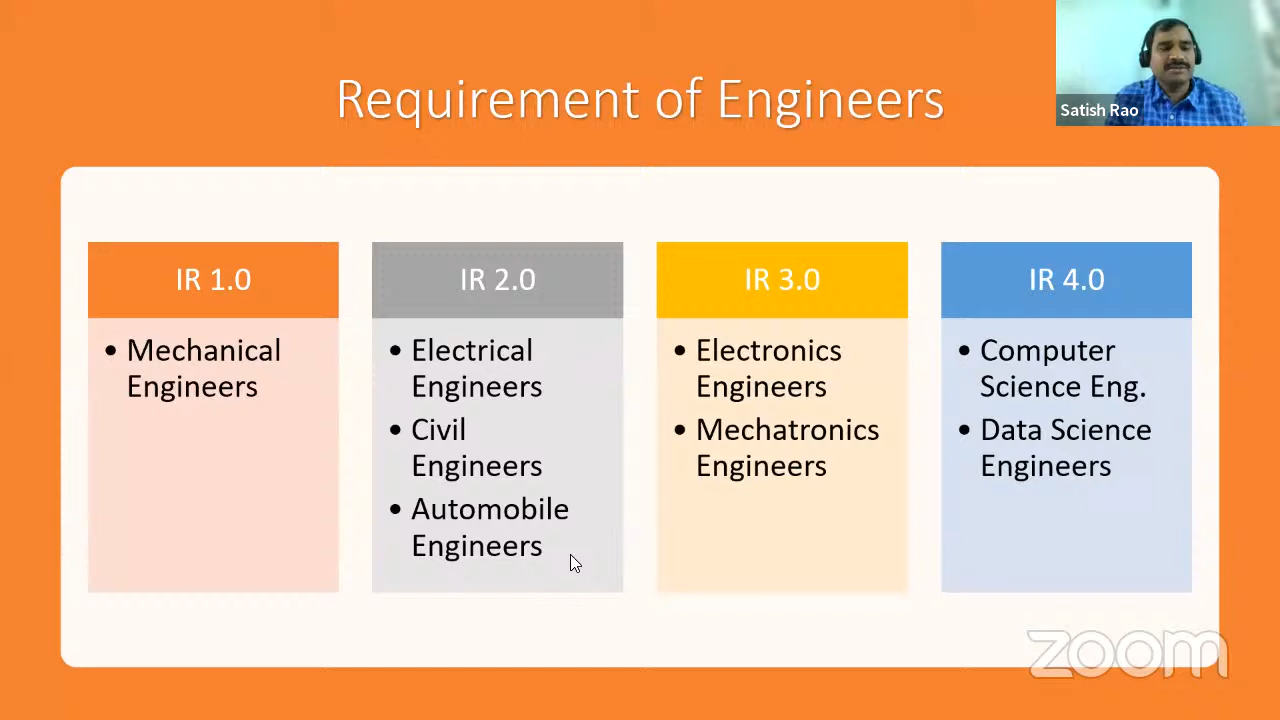 Requirement of Engineers
Satish Rao
IR 1.0
• Mechanical
Engineers
IR 2.0
• Electrical
Engineers
• Civil
Engineers
• Automobile
Engineers
IR 3.0
• Electronics
Engineers
• Mechatronics
Engineers
IR 4.0
• Computer
Science Eng.
• Data Science
Engineers
zoom